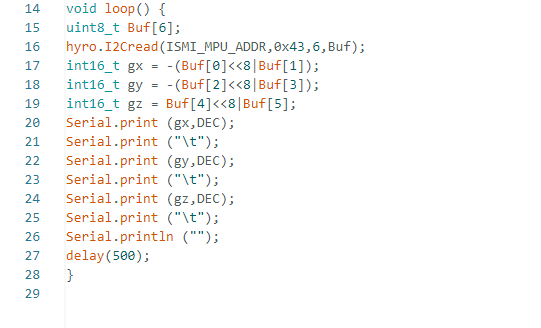 14 void loop() {
15 uint8_t Buf[6];
16 hyro.I2Cread(ISMI_MPU_ADDR,0x43,6,Buf);
17 int16_t gx = -(Buf[0]<<8|Buf[1]);
18 int16_t gy = -(Buf[2]<<8|Buf[3]);
19 int16_t gz = Buf[4]<<8|Buf[5];
20 Serial.print (gx,DEC);
21 Serial.print ("\t");
22 Serial.print (gy,DEC);
23 Serial.print ("\t");
24 Serial.print (gz,DEC);
25 Serial.print ("\t");
26 Serial.println ("");
27 delay(500);
28 }
29